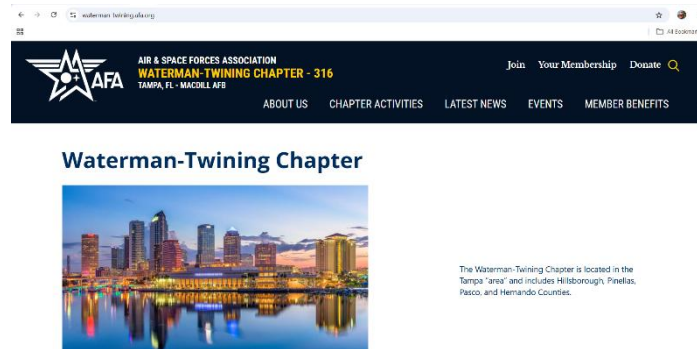 waterman-twining.afa.org
All Bookmar
AFA
AIR & SPACE FORCES ASSOCIATION
WATERMAN-TWINING CHAPTER - 316
TAMPA, FL - MACDILL AFB
Join Your Membership Donate
ABOUT US CHAPTER ACTIVITIES LATEST NEWS EVENTS MEMBER BENEFITS
Waterman-Twining Chapter
The Waterman-Twining Chapter is located in the
Tampa "area" and includes Hillsborough, Pinellas,
Pasco, and Hernando Counties.